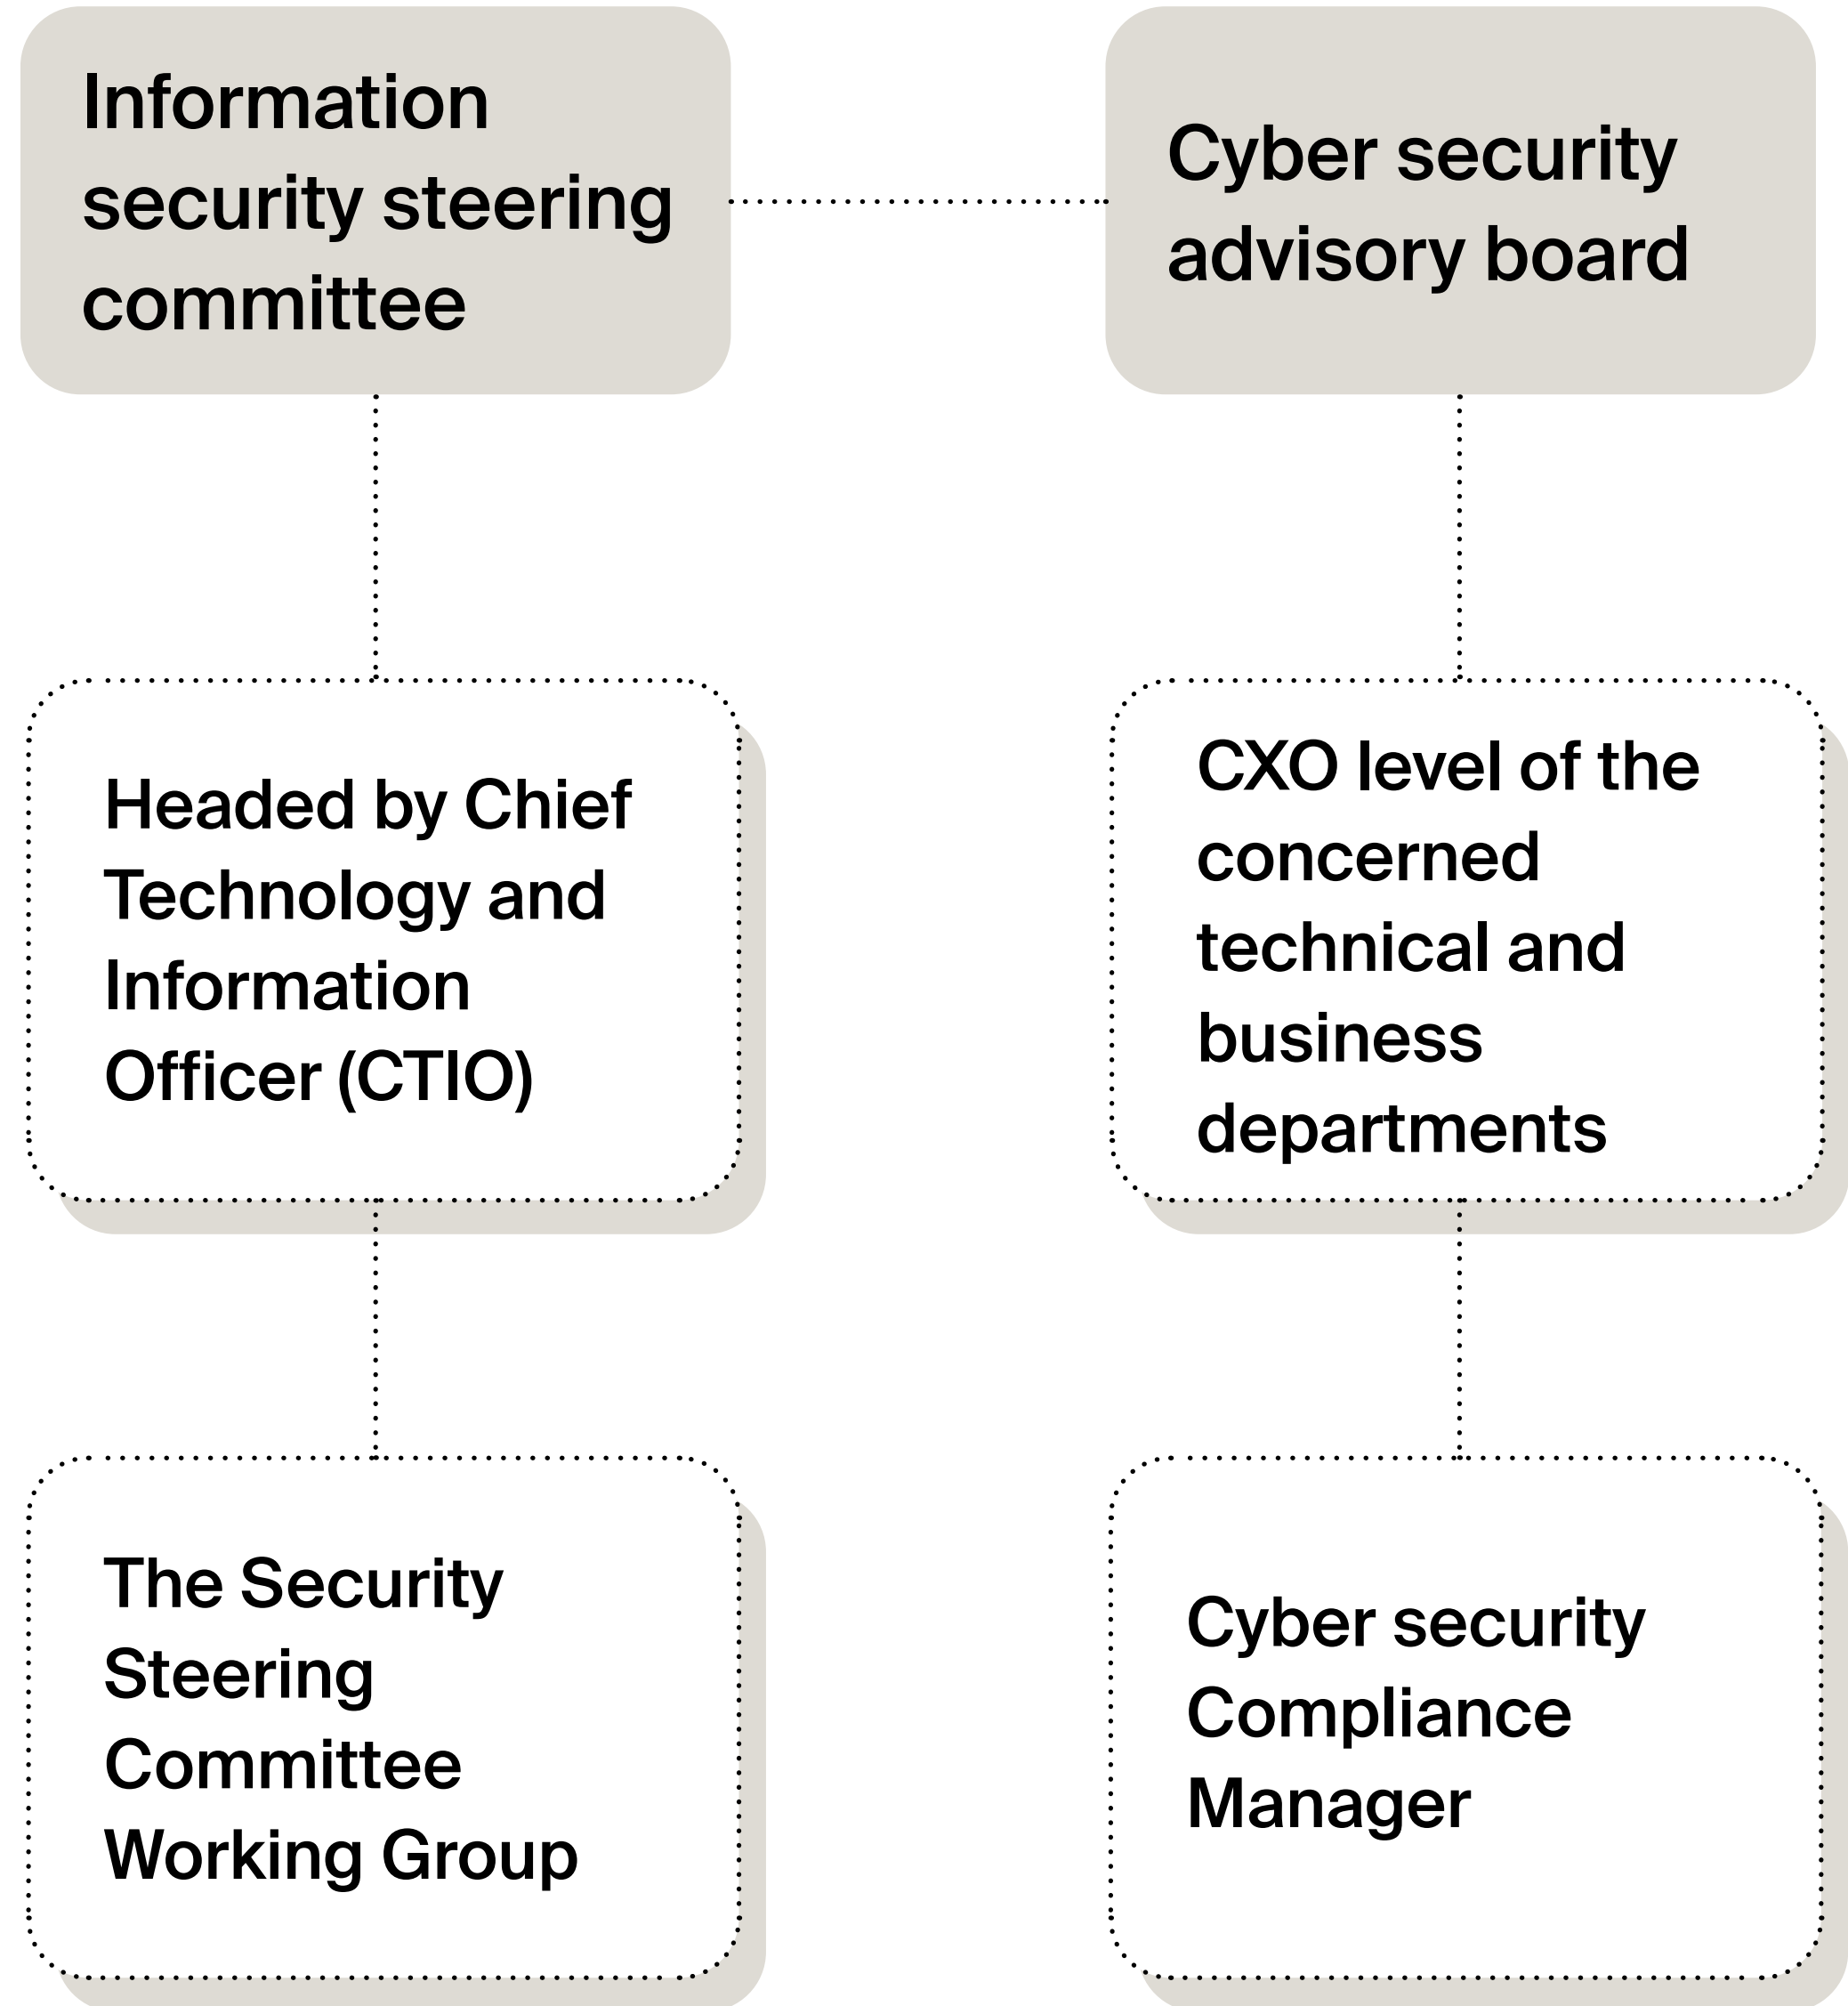 Information
security steering
committee
Cyber security
advisory board
Headed by Chief
Technology and
Information
Officer (CTIO)
CXO level of the
concerned
technical and
business
departments
The Security
Steering
Committee
Working Group
Cyber security
Compliance
Manager